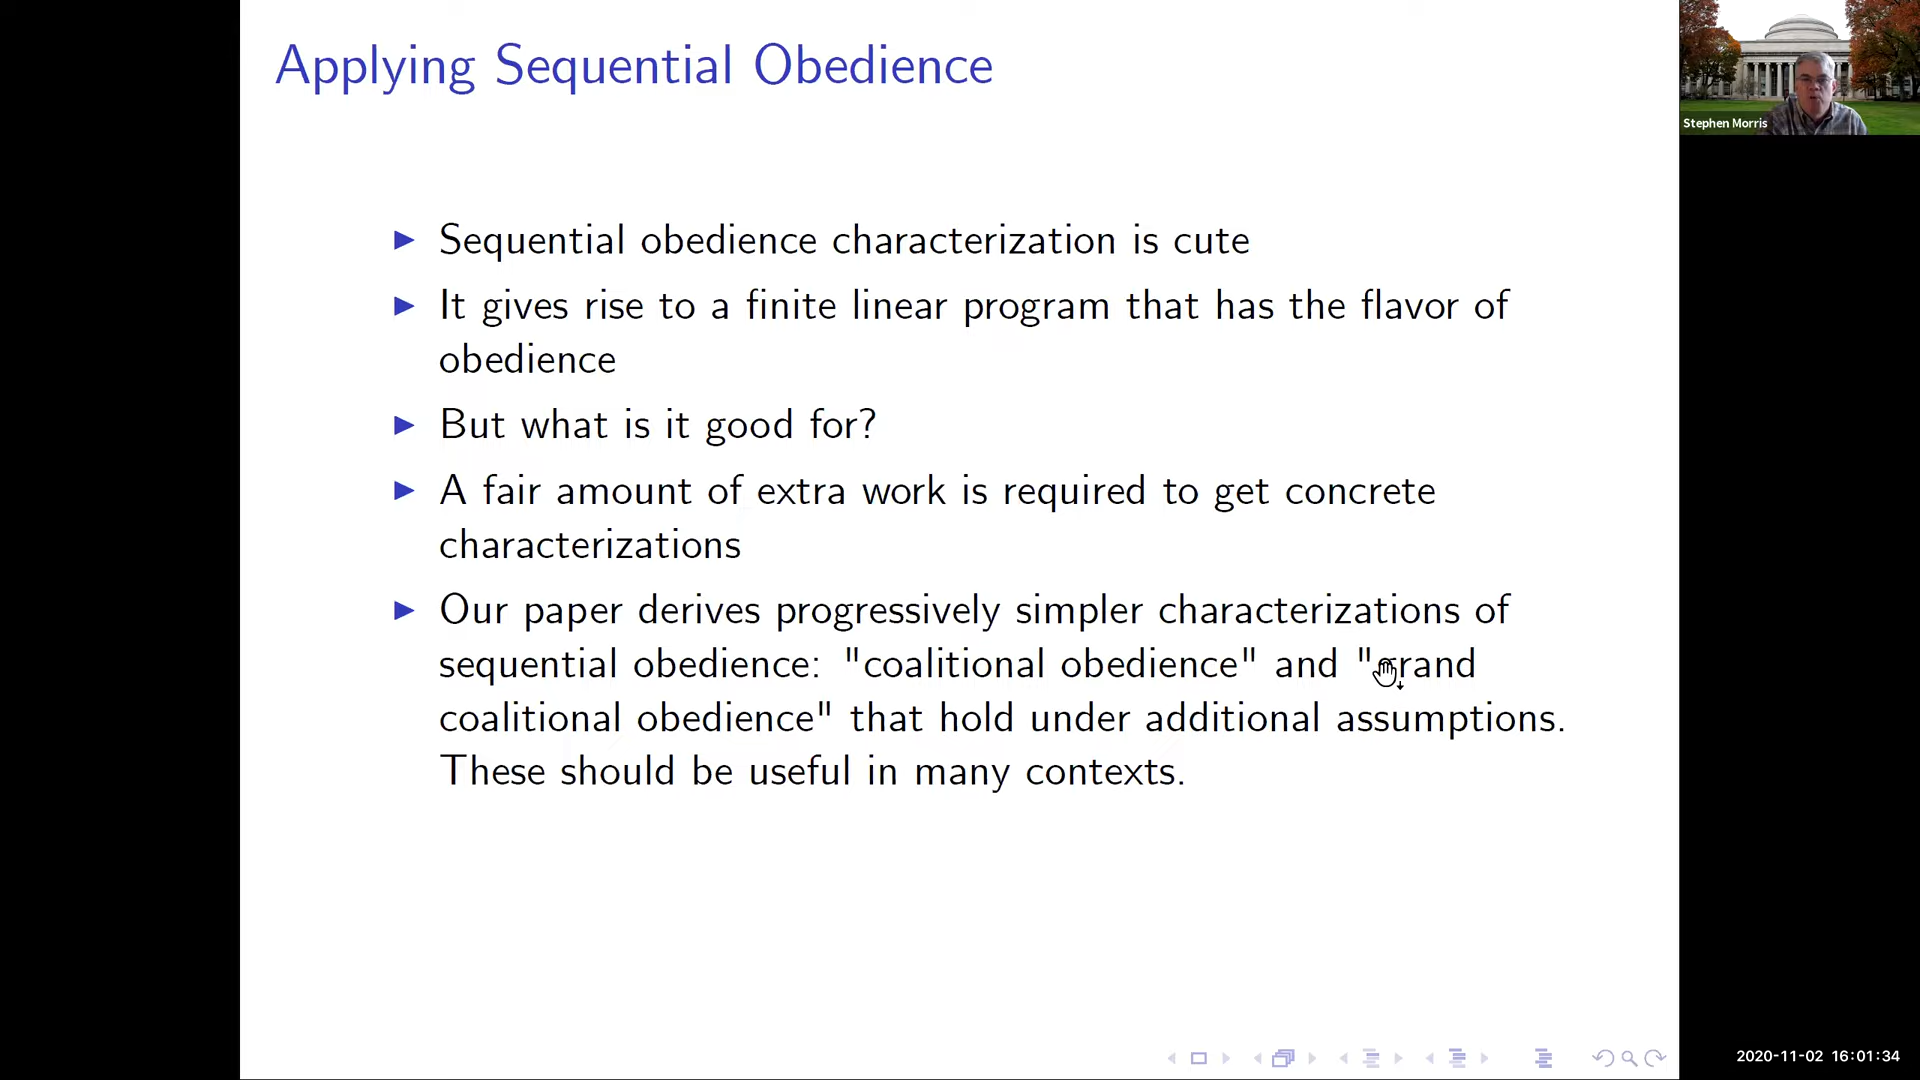 Applying Sequential Obedience
Stephen Morris
Sequential obedience characterization is cute
It gives rise to a finite linear program that has the flavor of
obedience
But what is it good for?
A fair amount of extra work is required to get concrete
characterizations
Our paper derives progressively simpler characterizations of
sequential obedience: "coalitional obedience" and "grand
coalitional obedience" that hold under additional assumptions.
These should be useful in many contexts.
2020-11-02 16:01:34